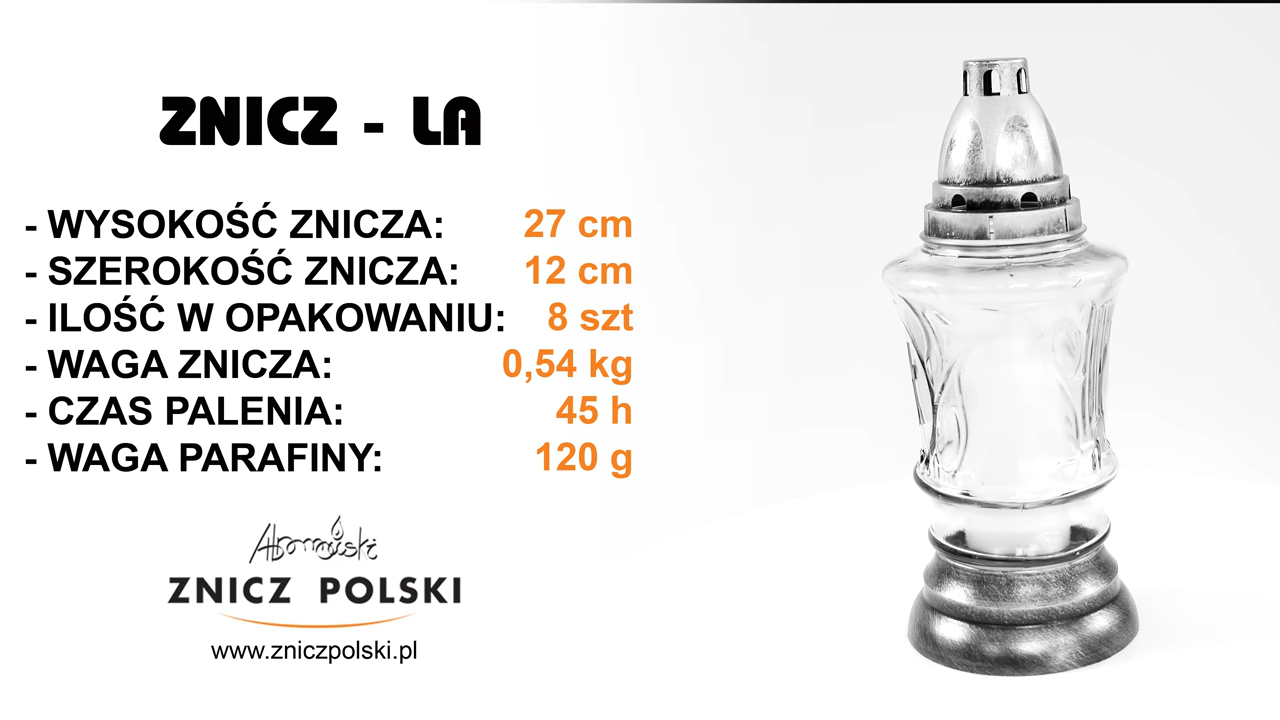 ZNICZ - LA
- WYSOKOŚĆ ZNICZA: 27 cm
- SZEROKOŚĆ ZNICZA: 12 cm
- ILOŚĆ W OPAKOWANIU: 8 szt
- WAGA ZNICZA: 0,54 kg
- CZAS PALENIA: 45 h
- WAGA PARAFINY: 120 g
ZNICZ POLSKI
www.zniczpolski.pl